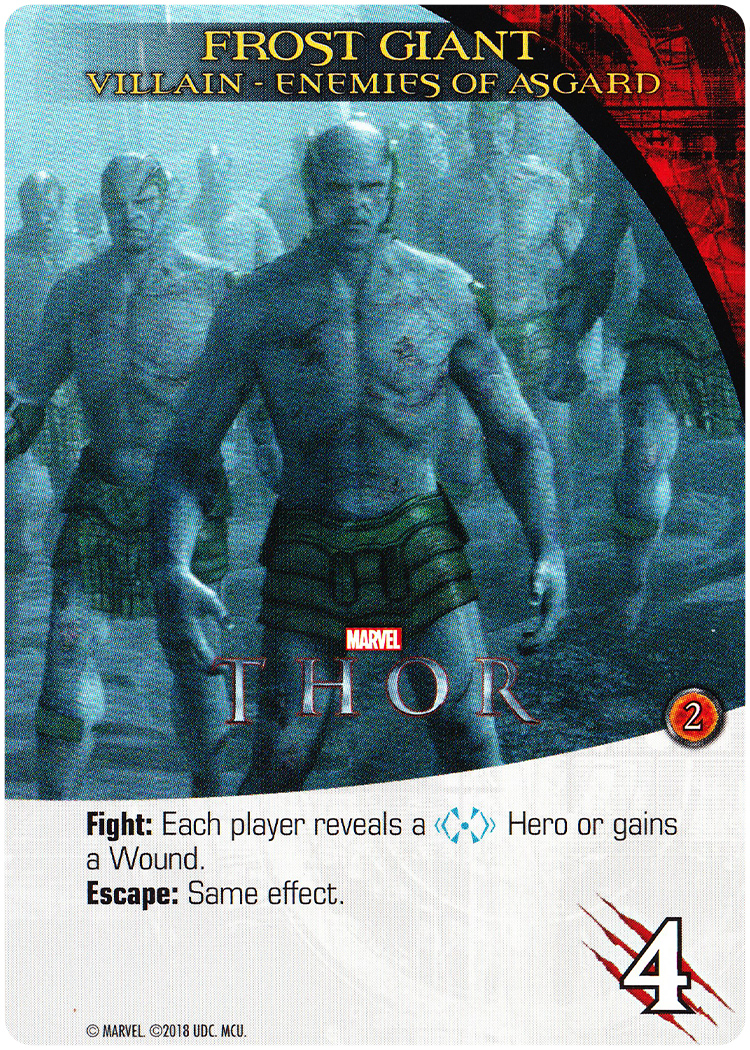 FROST GIANT
VILLAIN - ENEMIES OF ASGARD
MARVEL
THOR
2
Fight: Each player reveals a Hero or gains
a Wound.
Escape: Same effect.
4
© MARVEL. ©2018 UDC. MCU.